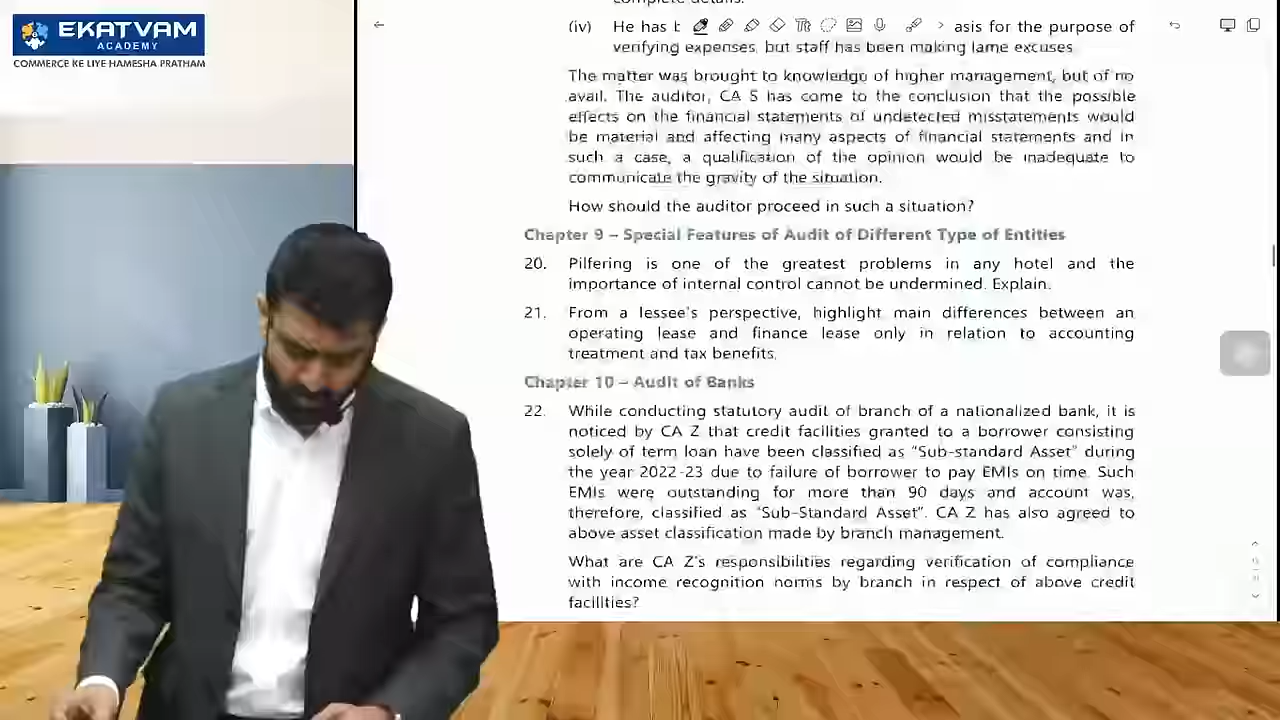 EKATVAM
ACADEMY
COMMERCE KE LIYE HAMESHA PRATHAM
complete details.
(iv) He has b asis for the purpose of
verifying expenses, but staff has been making lame excuses
The matter was brought to knowledge of higher management, but of no
avail. The auditor, CA S has come to the conclusion that the possible
effects on the financial statements of undetected misstatements would
be material and affecting many aspects of financial statements and in
such a case, a qualification of the opinion would be inadequate to
communicate the gravity of the situation.
How should the auditor proceed in such a situation?
Chapter 9 – Special Features of Audit of Different Type of Entities
20. Pilfering is one of the greatest problems in any hotel and the
importance of internal control cannot be undermined. Explain.
21. From a lessee's perspective, highlight main differences between an
operating lease and finance lease only in relation to accounting
treatment and tax benefits.
Chapter 10 – Audit of Banks
22. While conducting statutory audit of branch of a nationalized bank, it is
noticed by CA Z that credit facilities granted to a borrower consisting
solely of term loan have been classified as “Sub-standard Asset” during
the year 2022-23 due to failure of borrower to pay EMIs on time. Such
EMIs were outstanding for more than 90 days and account was,
therefore, classified as “Sub-Standard Asset”. CA Z has also agreed to
above asset classification made by branch management.
What are CA Z's responsibilities regarding verification of compliance
with income recognition norms by branch in respect of above credit
facilities?